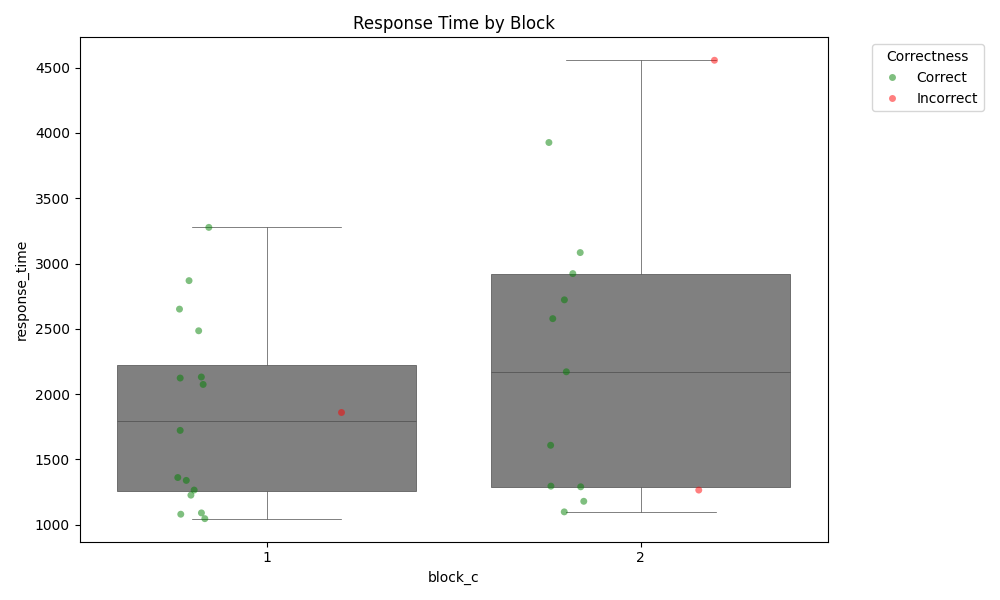 Response Time by Block
Correctness
Correct
Incorrect
4500
4000
3500
3000
2500
2000
1500
1000
response_time
1
2
block_c